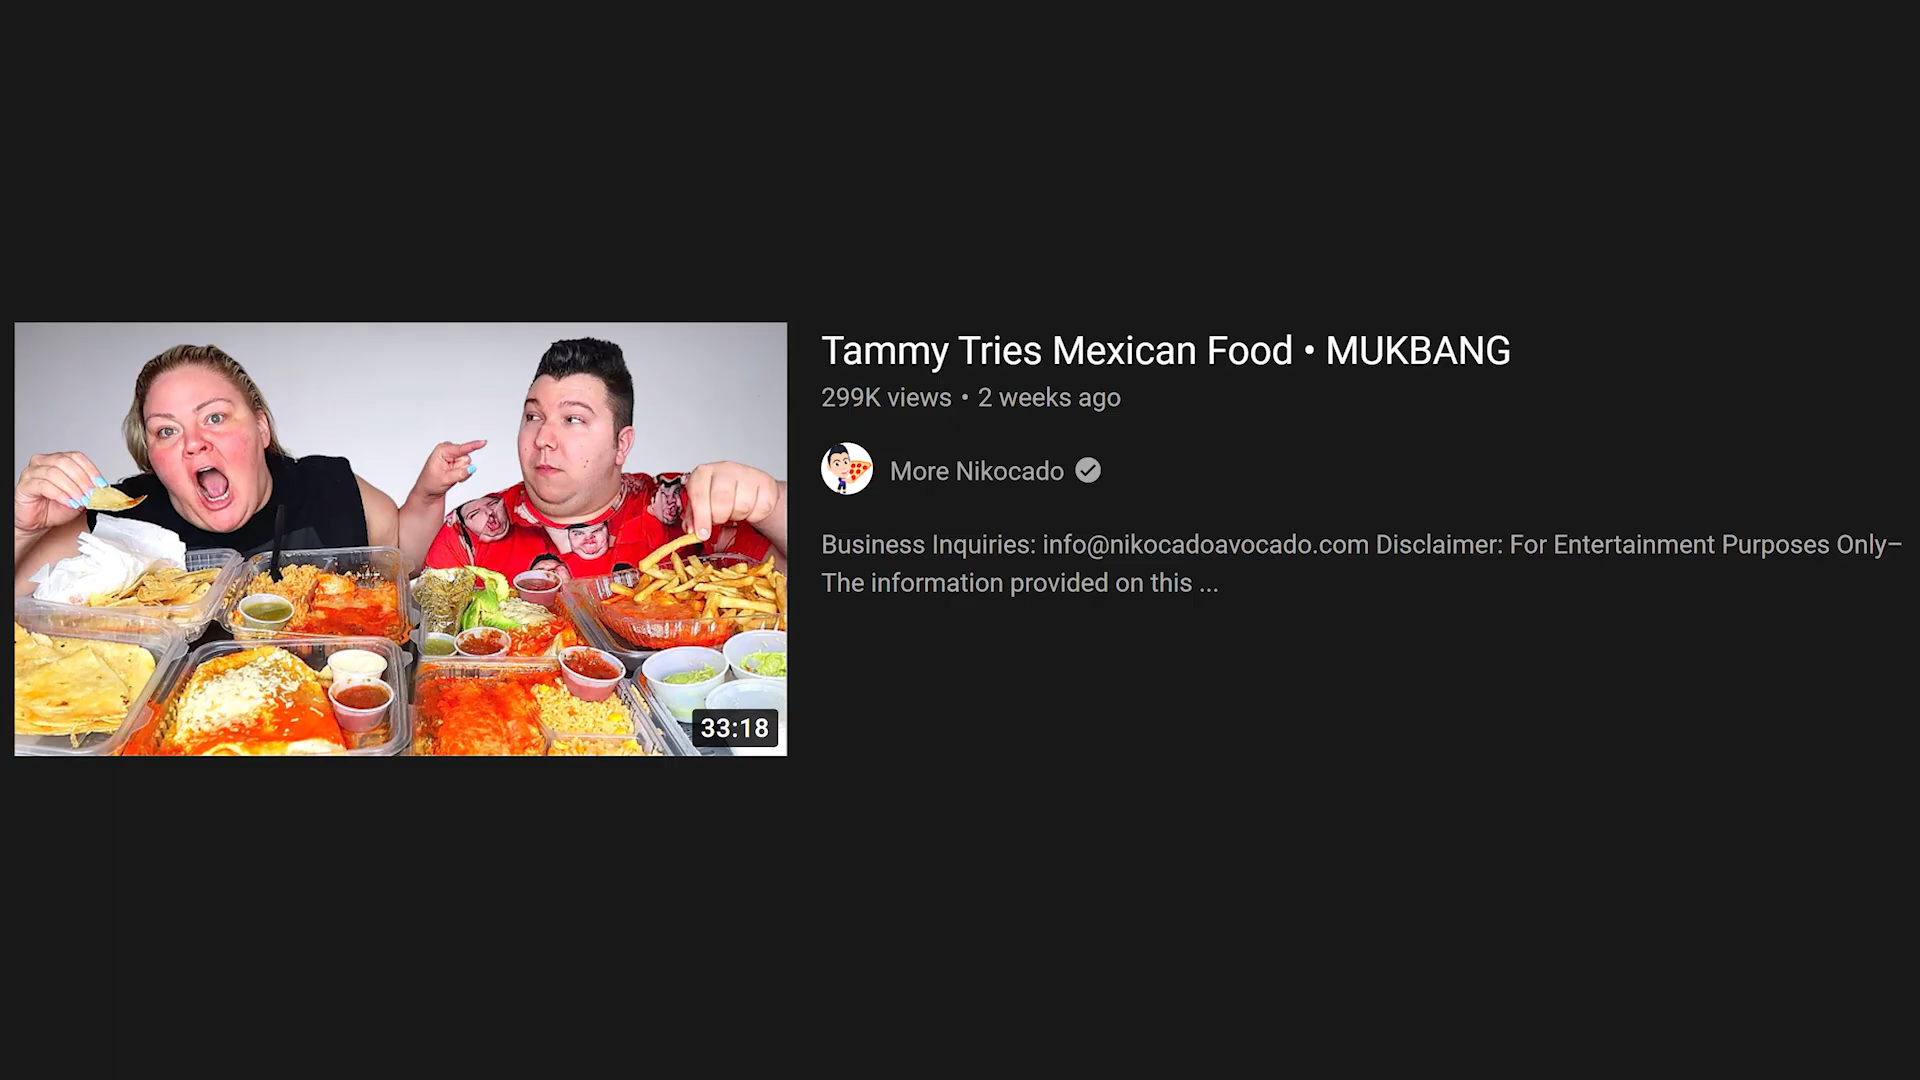 Tammy Tries Mexican Food • MUKBANG
299K views • 2 weeks ago
More Nikocado
Business Inquiries: info@nikocadoavocado.com Disclaimer: For Entertainment Purposes Only–
The information provided on this ...
33:18